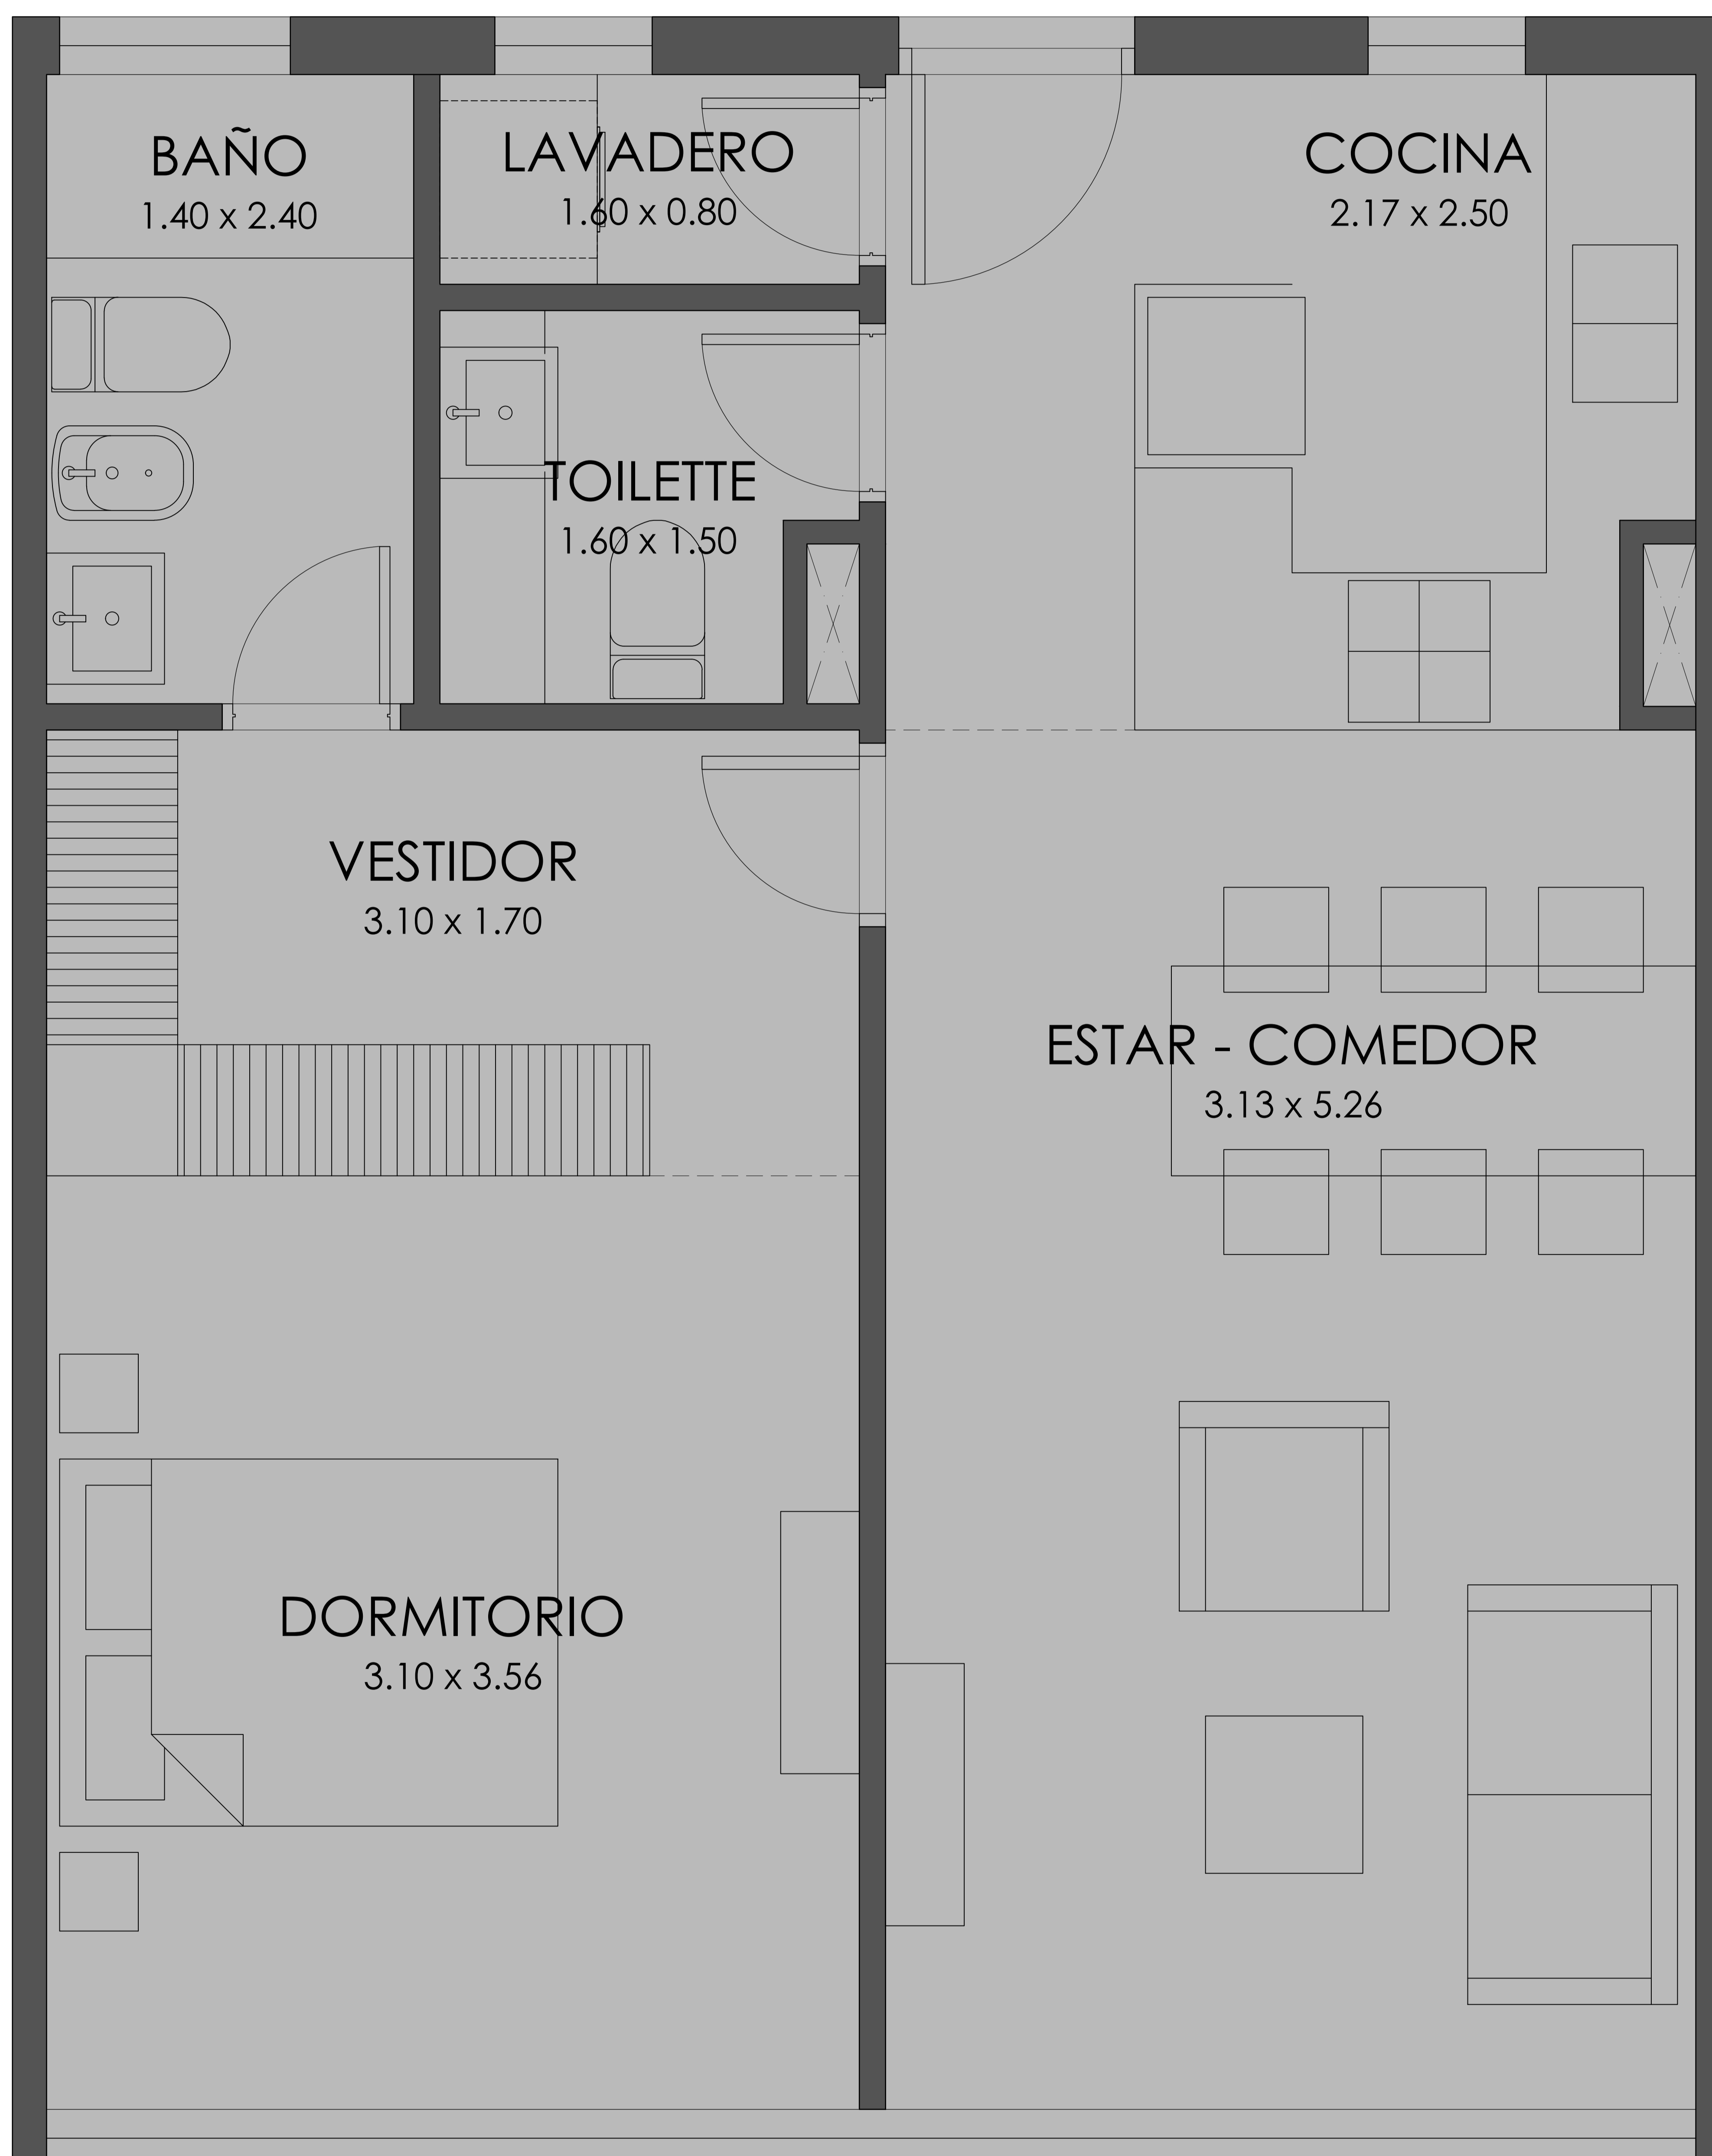 BAÑO
1.40 x 2.40
LAVADERO
1.60 x 0.80
COCINA
2.17 x 2.50
TOILETTE
1.60 x 1.50
VESTIDOR
3.10 x 1.70
ESTAR - COMEDOR
3.13 x 5.26
DORMITORIO
3.10 x 3.56